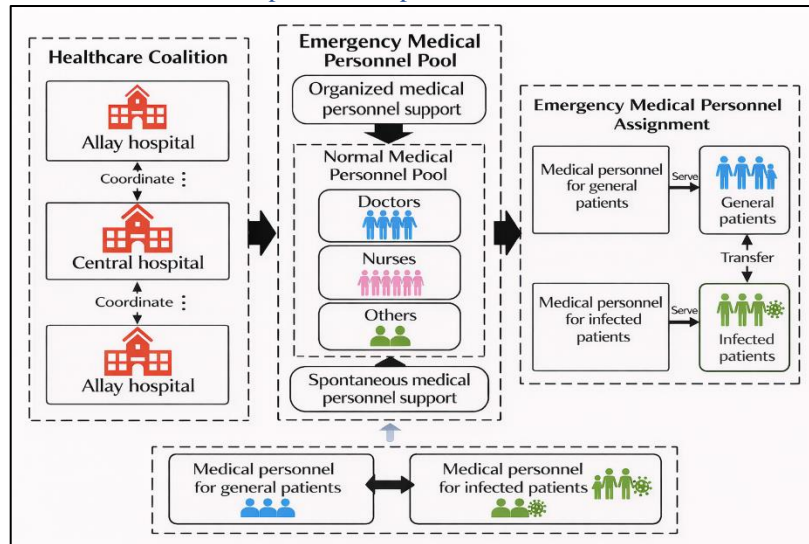 Healthcare Coalition
Allay hospital
Coordinate ⋮
Central hospital
Coordinate ⋮
Allay hospital
Emergency Medical
Personnel Pool
Organized medical
personnel support
Normal Medical
Personnel Pool
Doctors
Nurses
Others
Spontaneous medical
personnel support
Emergency Medical Personnel
Assignment
Medical personnel
for general
patients
Serve
General
patients
Transfer
Medical personnel
for infected
patients
Serve
Infected
patients
Medical personnel
for general patients
Medical personnel
for infected patients